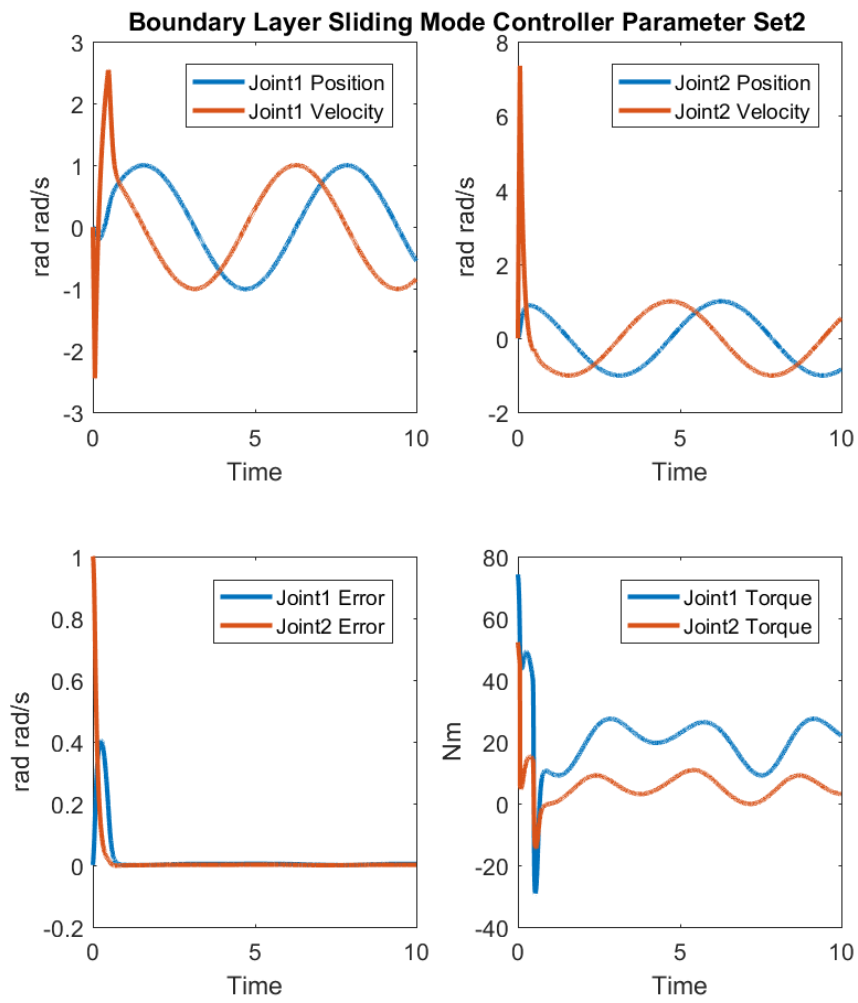 Boundary Layer Sliding Mode Controller Parameter Set2
3
2
1
0
-1
-2
-3
rad rad/s
Joint1 Position
Joint1 Velocity
0
5
10
Time
8
6
4
2
0
-2
rad rad/s
Joint2 Position
Joint2 Velocity
0
5
10
Time
1
0.8
0.6
0.4
0.2
0
-0.2
rad rad/s
Joint1 Error
Joint2 Error
0
5
10
Time
80
60
40
20
0
-20
-40
Nm
Joint1 Torque
Joint2 Torque
0
5
10
Time